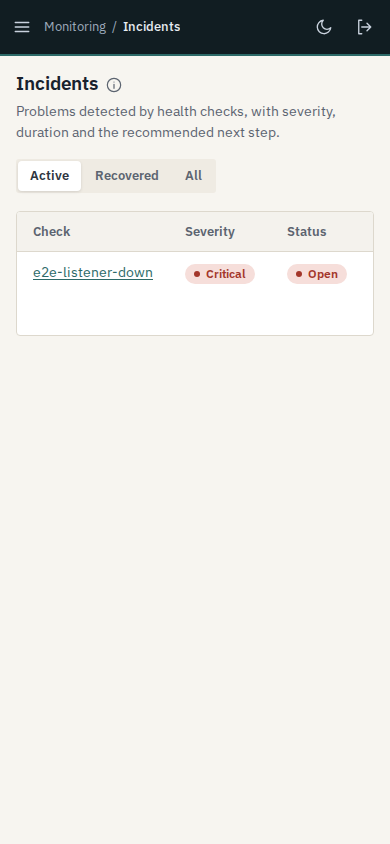 Monitoring / Incidents
Incidents
Problems detected by health checks, with severity,
duration and the recommended next step.
Active Recovered All
Check Severity Status
e2e-listener-down Critical Open